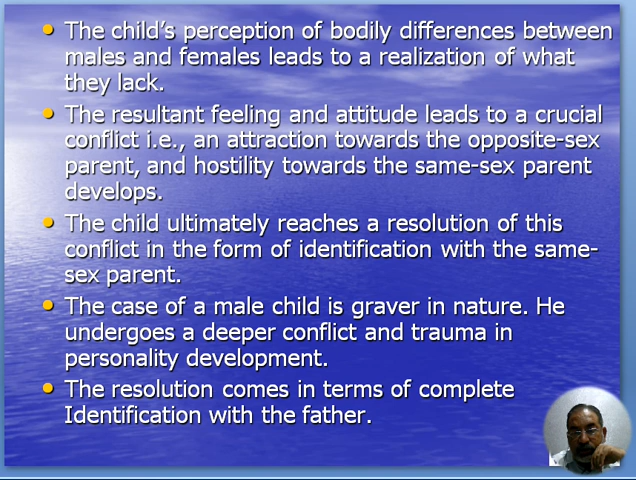 The child's perception of bodily differences between
males and females leads to a realization of what
they lack.
The resultant feeling and attitude leads to a crucial
conflict i.e., an attraction towards the opposite-sex
parent, and hostility towards the same-sex parent
develops.
The child ultimately reaches a resolution of this
conflict in the form of identification with the same-
sex parent.
The case of a male child is graver in nature. He
undergoes a deeper conflict and trauma in
personality development.
The resolution comes in terms of complete
Identification with the father.